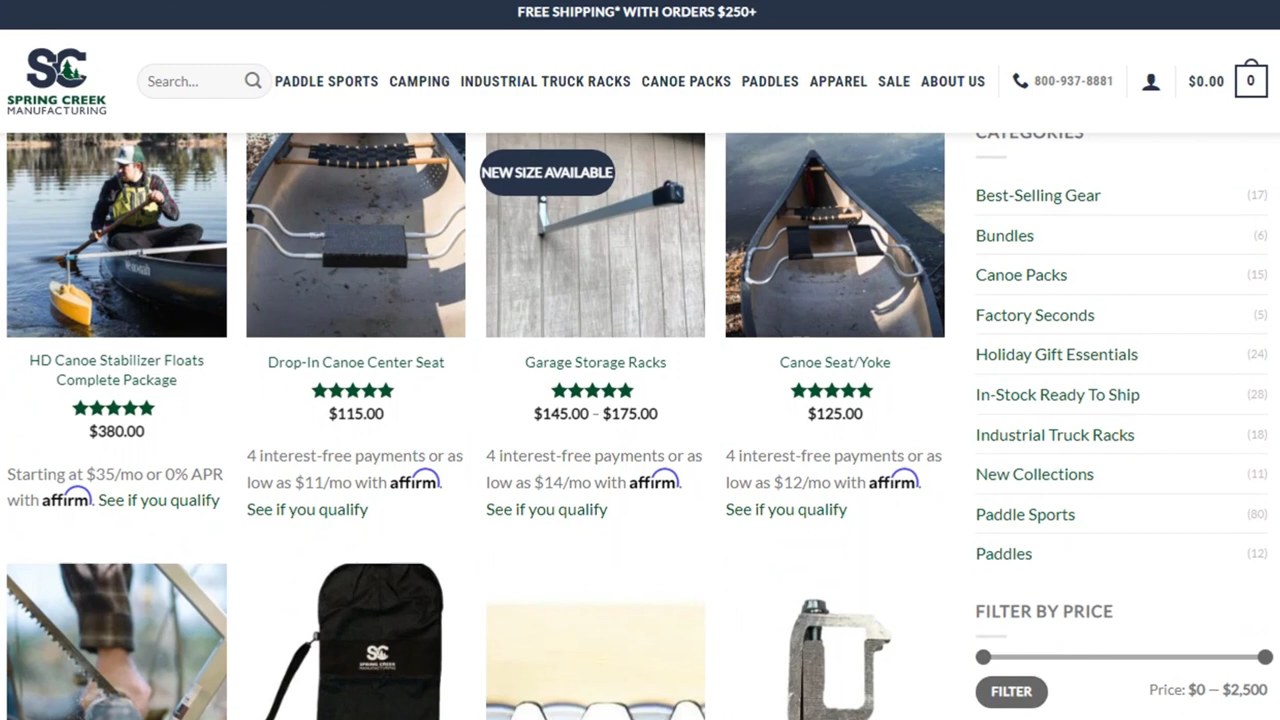 FREE SHIPPING* WITH ORDERS $250+
SC
SPRING CREEK
MANUFACTURING
Search...
PADDLE SPORTS
CAMPING
INDUSTRIAL TRUCK RACKS
CANOE PACKS
PADDLES
APPAREL
SALE
ABOUT US
800-937-8881
$0.00
0
NEW SIZE AVAILABLE
HD Canoe Stabilizer Floats
Complete Package
$380.00
Starting at $35/mo or 0% APR
with affirm. See if you qualify
Drop-In Canoe Center Seat
$115.00
4 interest-free payments or as
low as $11/mo with affirm.
See if you qualify
Garage Storage Racks
$145.00 – $175.00
4 interest-free payments or as
low as $14/mo with affirm.
See if you qualify
Canoe Seat/Yoke
$125.00
4 interest-free payments or as
low as $12/mo with affirm.
See if you qualify
SC
SPRING CREEK
MANUFACTURING
CATEGORIES
Best-Selling Gear (17)
Bundles (6)
Canoe Packs (15)
Factory Seconds (5)
Holiday Gift Essentials (24)
In-Stock Ready To Ship (28)
Industrial Truck Racks (18)
New Collections (11)
Paddle Sports (80)
Paddles (12)
FILTER BY PRICE
FILTER
Price: $0 — $2,500